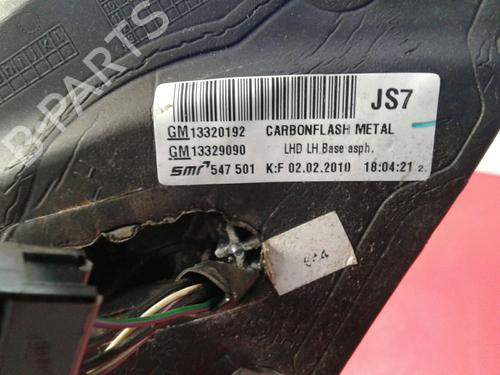 B-PARTS
JS7
GM13320192 CARBONFLASH METAL
GM13329090 LHD LH Base asph.
smr 547 501 K:F 02.02.2010 18:04:21 2.